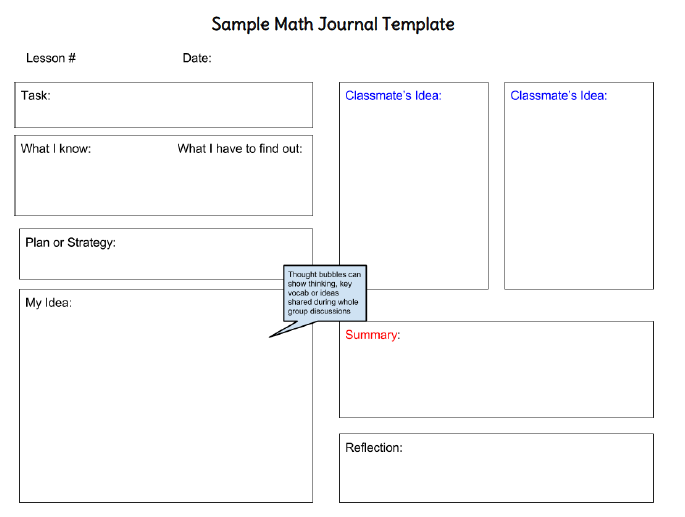 Sample Math Journal Template
Lesson # Date:
Task:
What I know: What I have to find out:
Plan or Strategy:
My Idea:
Thought bubbles can
show thinking, key
vocab or ideas
shared during whole
group discussions
Classmate's Idea: Classmate's Idea:
Summary:
Reflection: